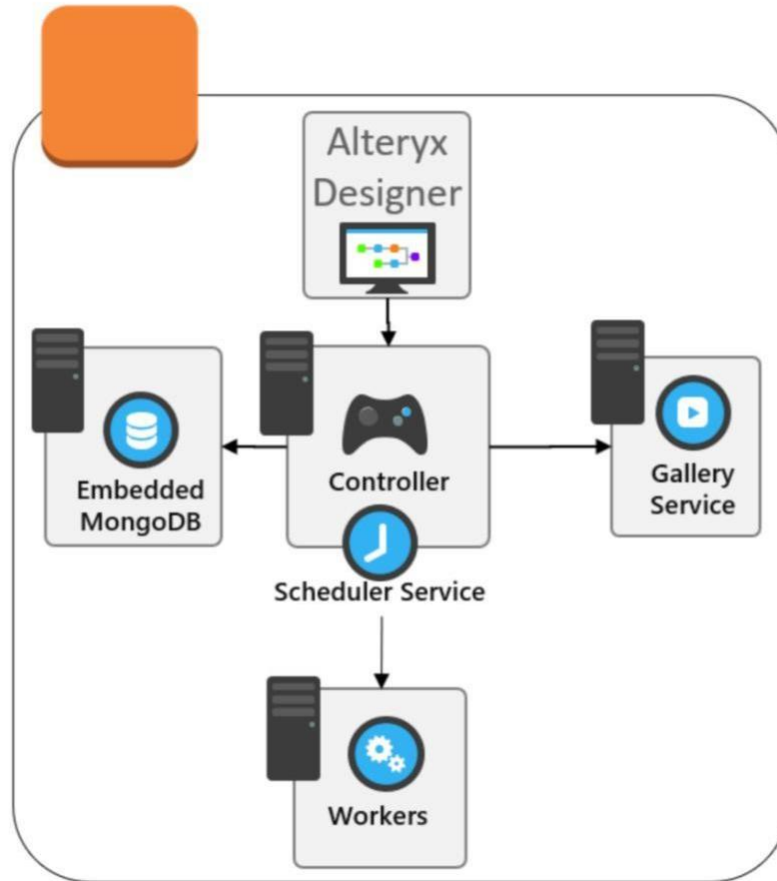 Alteryx
Designer
Embedded
MongoDB
Controller
Gallery
Service
Scheduler Service
Workers